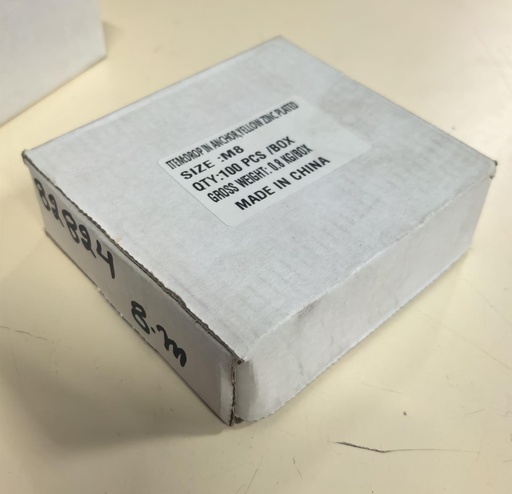 ITEM:DROP IN ANCHOR,YELLOW ZINC PLATED
SIZE :M8
QTY:100 PCS /BOX
GROSS WEIGHT: 0.8 KG/BOX
MADE IN CHINA
82824
8.m